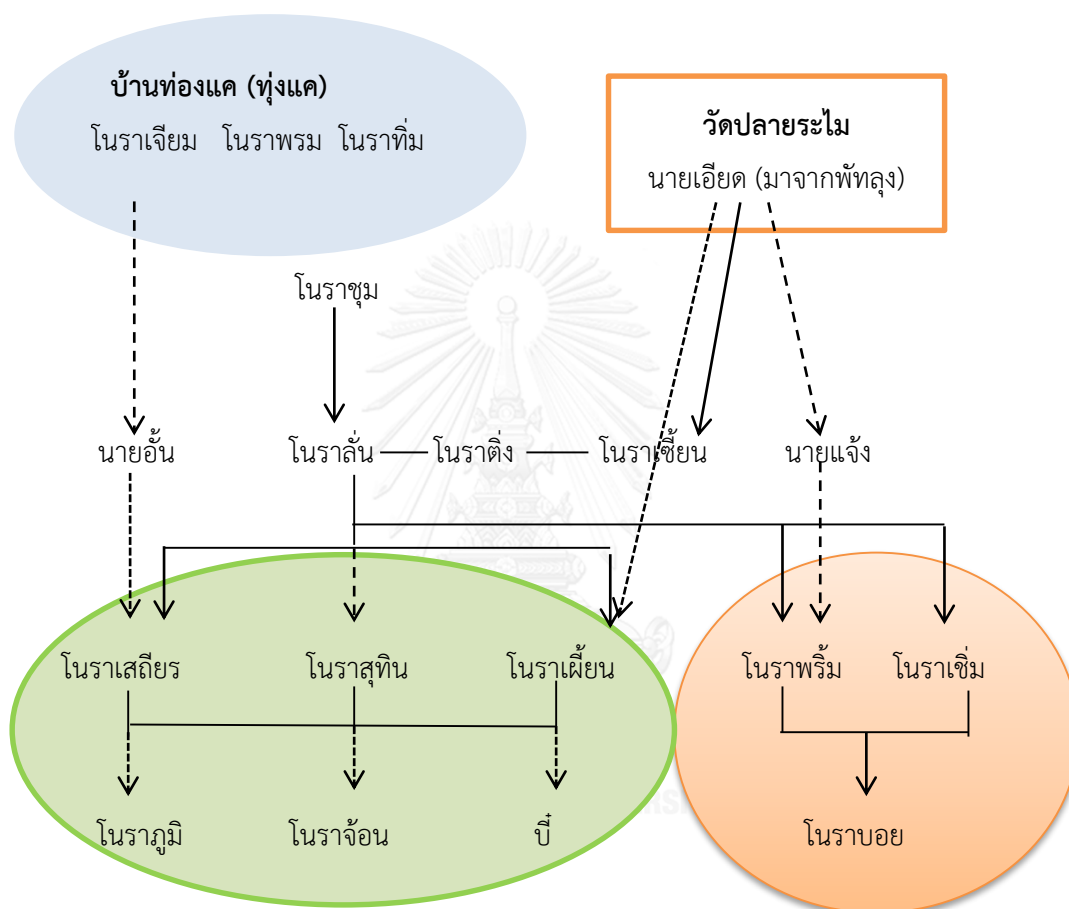 บ้านท่องแค (ทุ่งแค)
โนราเจียม โนราพรม โนราทิ่ม
วัดปลายระไม
นายเอียด (มาจากพัทลุง)
โนราชุม
นายอั้น โนราลั่น โนราติ่ง โนราเซี้ยน นายแจ้ง
โนราเสถียร โนราสุทิน โนราเผี้ยน โนราพริ้ม โนราเชิ่ม
โนราภูมิ โนราจ้อน บี๋ โนราบอย